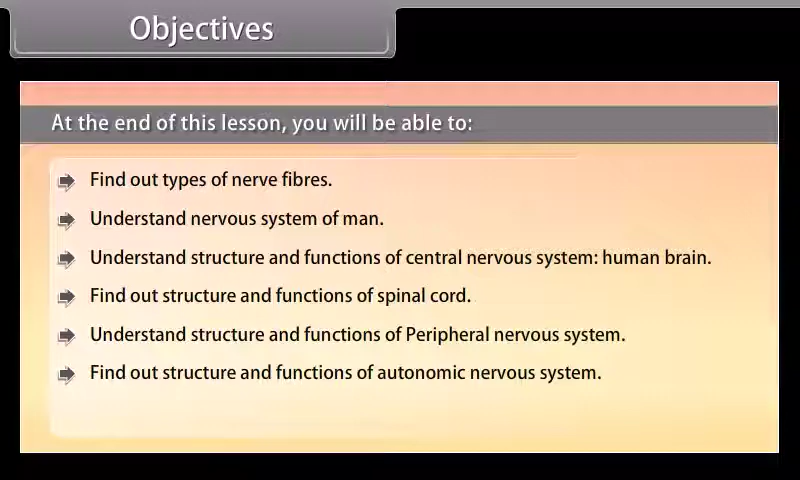 Objectives
At the end of this lesson, you will be able to:
Find out types of nerve fibres.
Understand nervous system of man.
Understand structure and functions of central nervous system: human brain.
Find out structure and functions of spinal cord.
Understand structure and functions of Peripheral nervous system.
Find out structure and functions of autonomic nervous system.